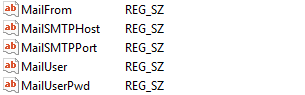 MailFrom REG_SZ
MailSMTPHost REG_SZ
MailSMTPPort REG_SZ
MailUser REG_SZ
MailUserPwd REG_SZ